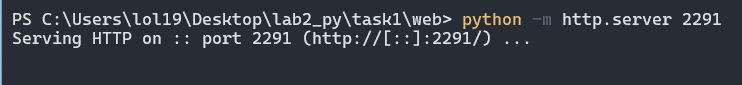 PS C:\Users\lol19\Desktop\lab2_py\task1\web> python -m http.server 2291
Serving HTTP on :: port 2291 (http://[::]:2291/) ...